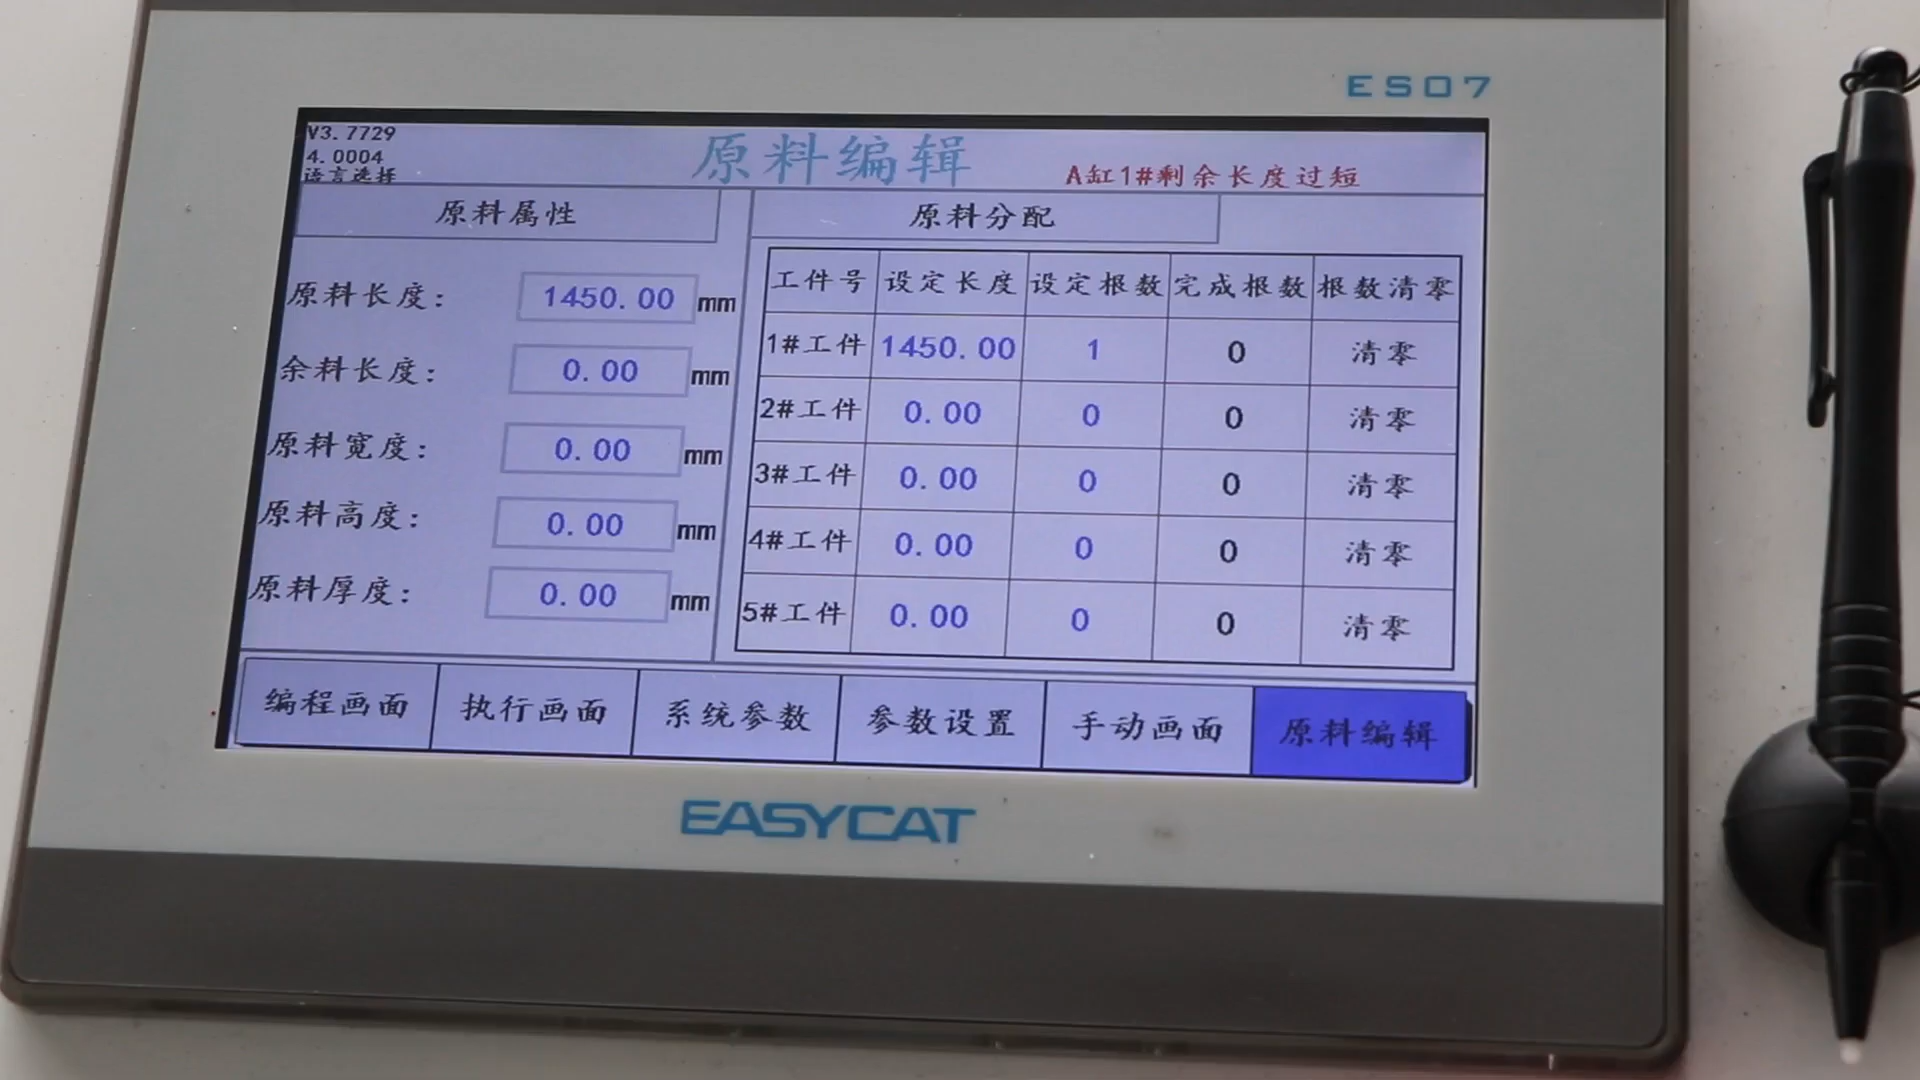 ES07
V3.7729
4.0004
语言选择
原料编辑
A缸1#剩余长度过短
原料属性
原料长度: 1450.00 mm
余料长度: 0.00 mm
原料宽度: 0.00 mm
原料高度: 0.00 mm
原料厚度: 0.00 mm
原料分配
工件号 设定长度 设定根数 完成根数 根数清零
1#工件 1450.00 1 0 清零
2#工件 0.00 0 0 清零
3#工件 0.00 0 0 清零
4#工件 0.00 0 0 清零
5#工件 0.00 0 0 清零
编程画面 执行画面 系统参数 参数设置 手动画面 原料编辑
EASYCAT